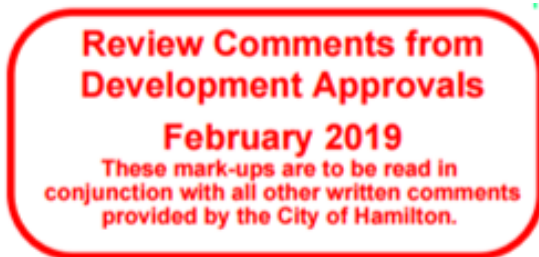 Review Comments from
Development Approvals
February 2019
These mark-ups are to be read in
conjunction with all other written comments
provided by the City of Hamilton.